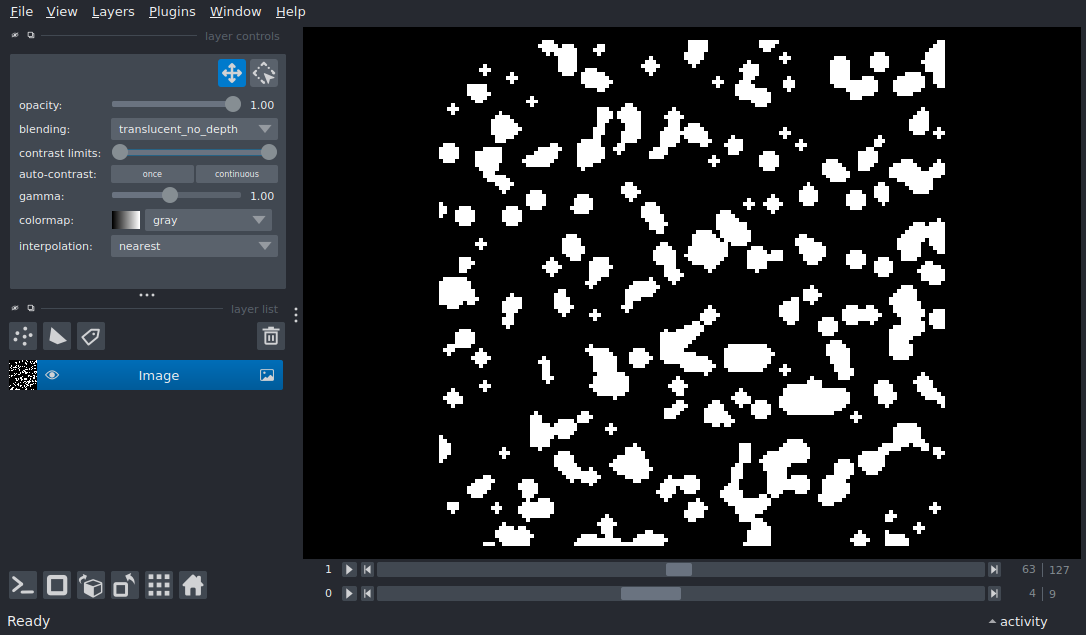 File View Layers Plugins Window Help
layer controls
opacity: 1.00
blending: translucent_no_depth
contrast limits:
auto-contrast: once continuous
gamma: 1.00
colormap: gray
interpolation: nearest
layer list
Image
1 63 127
0 4 9
Ready activity